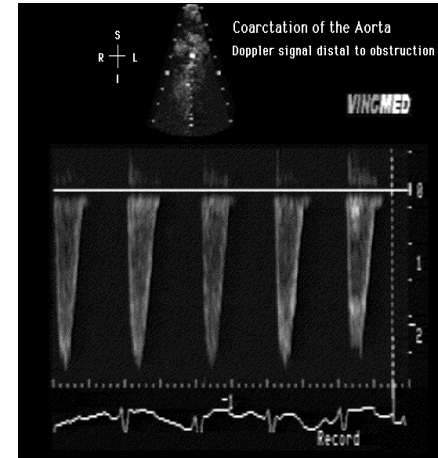 Coarctation of the Aorta
Doppler signal distal to obstruction
S
R L
I
VINGMED
0
1
2
Record